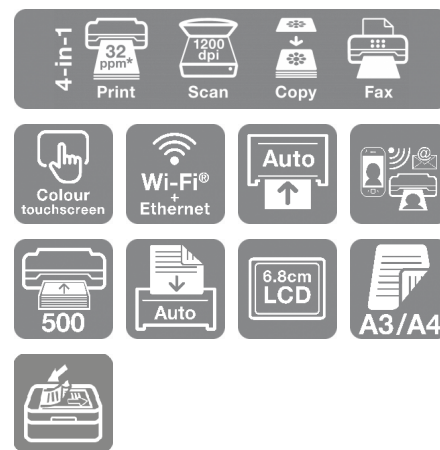 4-in-1
32
ppm*
Print
1200
dpi
Scan
Copy
Fax
Colour
touchscreen
Wi-Fi®
+
Ethernet
Auto
@
500
Auto
6.8cm
LCD
A3/A4